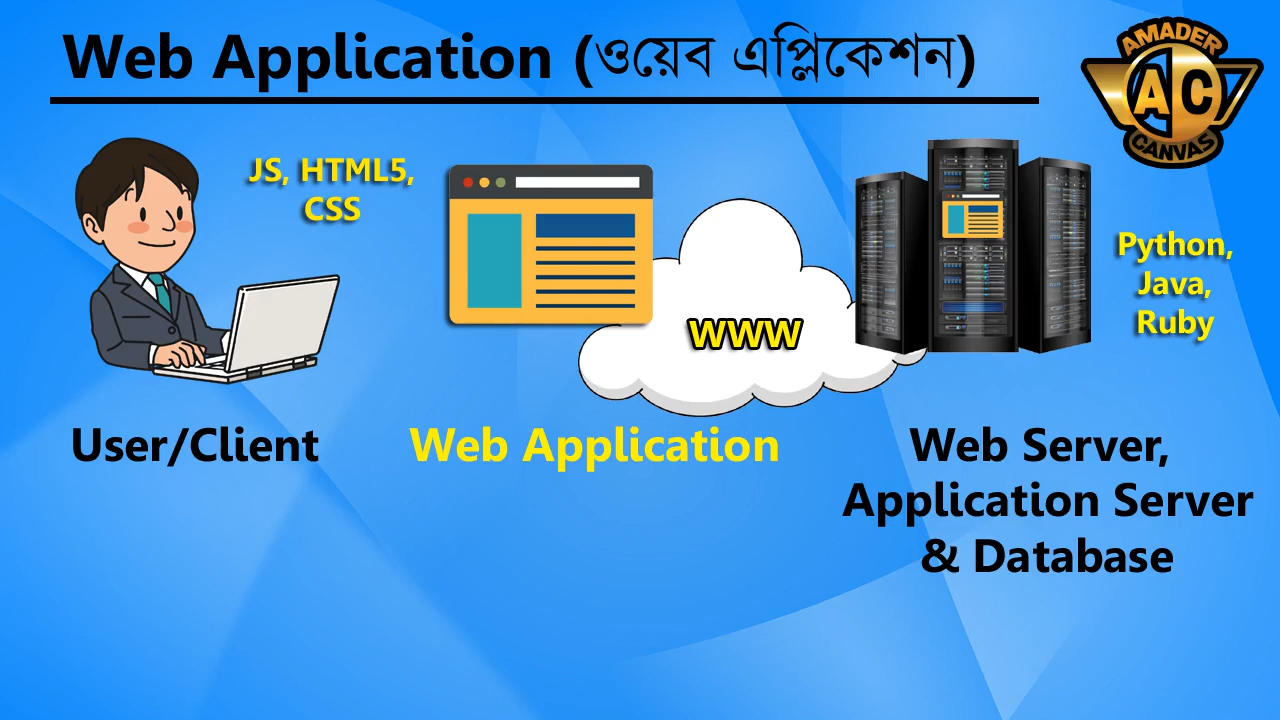 Web Application (ওয়েব এপ্লিকেশন)
AMADER
AC
CANVAS
JS, HTML5,
CSS
WWW
Python,
Java,
Ruby
User/Client
Web Application
Web Server,
Application Server
& Database